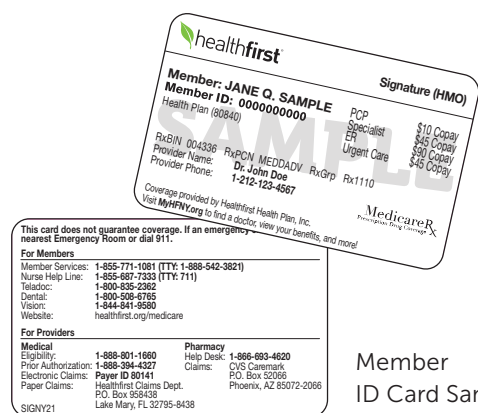 healthfirst
Signature (HMO)
Member: JANE Q. SAMPLE
Member ID: 0000000000
Health Plan (80840)
PCP $10 Copay
Specialist $45 Copay
ER $90 Copay
Urgent Care $45 Copay
SAMPLE
RxBIN 004336 RxPCN MEDDADV RxGrp Rx1110
Provider Name: Dr. John Doe
Provider Phone: 1-212-123-4567
Coverage provided by Healthfirst Health Plan, Inc.
Visit MyHFNY.org to find a doctor, view your benefits, and more!
MedicareRx
Prescription Drug Coverage
This card does not guarantee coverage. If an emergency
nearest Emergency Room or dial 911.
For Members
Member Services: 1-855-771-1081 (TTY: 1-888-542-3821)
Nurse Help Line: 1-855-687-7333 (TTY: 711)
Teladoc: 1-800-835-2362
Dental: 1-800-508-6765
Vision: 1-844-841-9580
Website: healthfirst.org/medicare
For Providers
Medical
Eligibility: 1-888-801-1660
Prior Authorization: 1-888-394-4327
Electronic Claims: Payer ID 80141
Paper Claims: Healthfirst Claims Dept.
P.O. Box 958438
Lake Mary, FL 32795-8438
Pharmacy
Help Desk: 1-866-693-4620
Claims: CVS Caremark
P.O. Box 52066
Phoenix, AZ 85072-2066
SIGNY21
Member
ID Card Sar